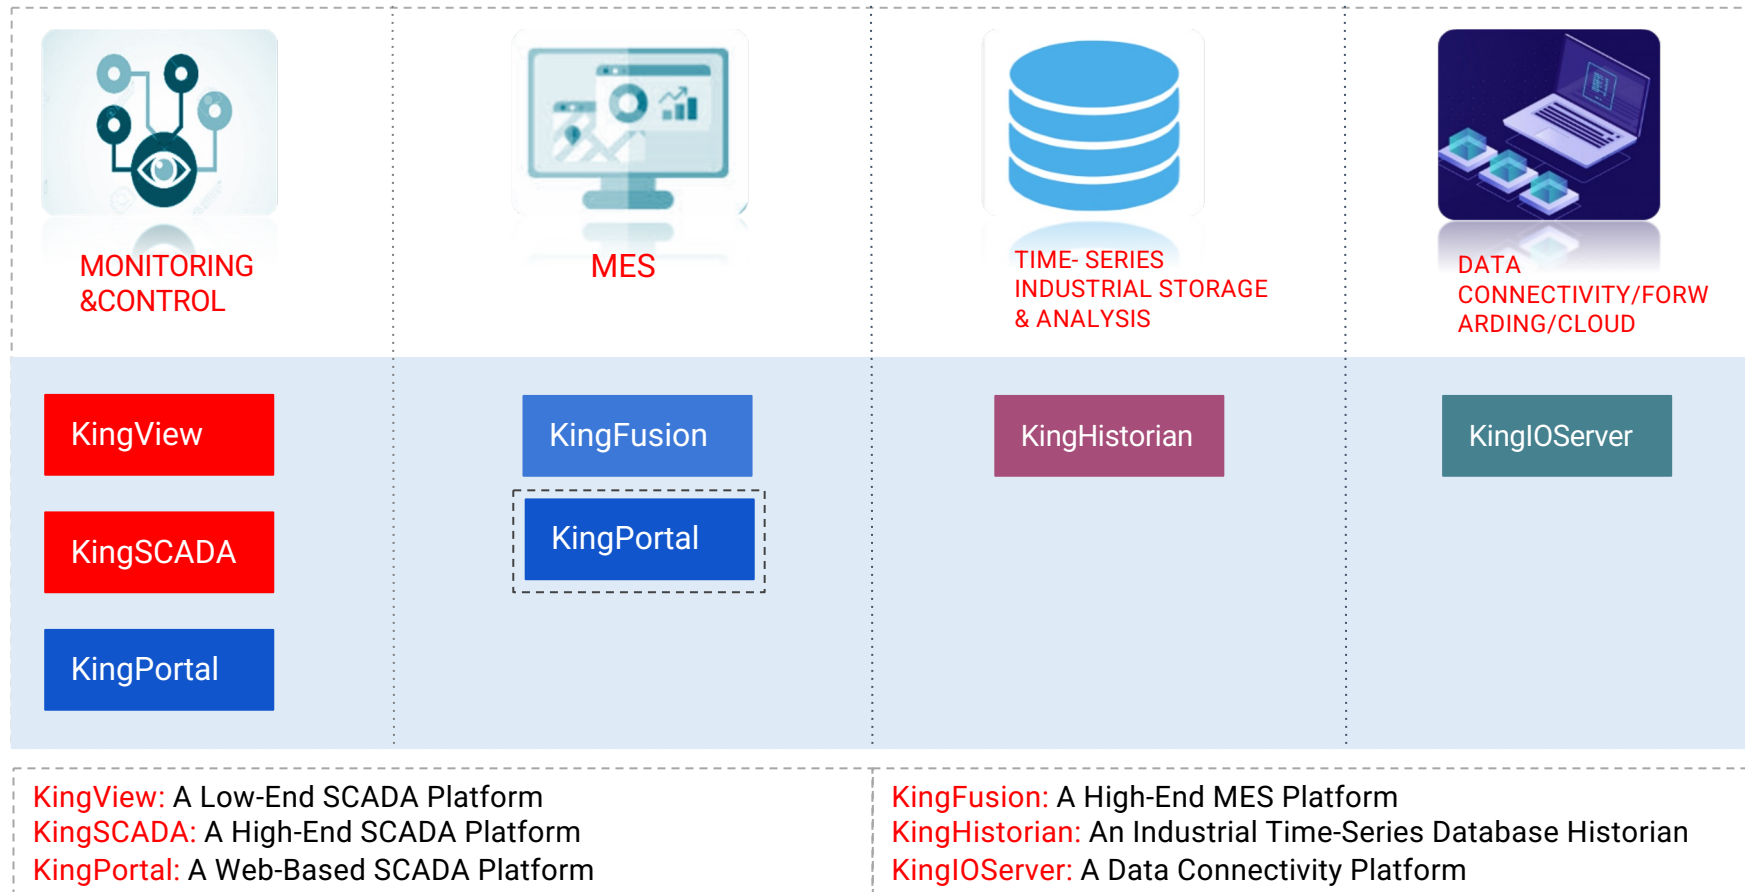 MONITORING
&CONTROL
MES
TIME- SERIES
INDUSTRIAL STORAGE
& ANALYSIS
DATA
CONNECTIVITY/FORW
ARDING/CLOUD
KingView
KingFusion
KingHistorian
KingIOServer
KingSCADA
KingPortal
KingPortal
KingView: A Low-End SCADA Platform
KingSCADA: A High-End SCADA Platform
KingPortal: A Web-Based SCADA Platform
KingFusion: A High-End MES Platform
KingHistorian: An Industrial Time-Series Database Historian
KingIOServer: A Data Connectivity Platform